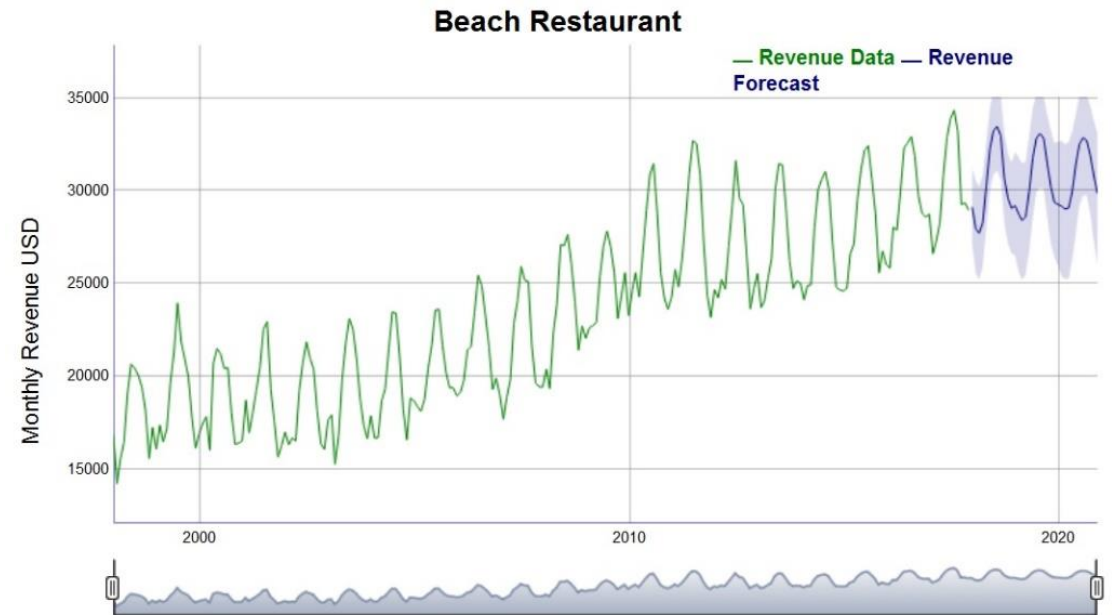 Beach Restaurant
— Revenue Data — Revenue
Forecast
35000
30000
25000
20000
15000
Monthly Revenue USD
2000
2010
2020